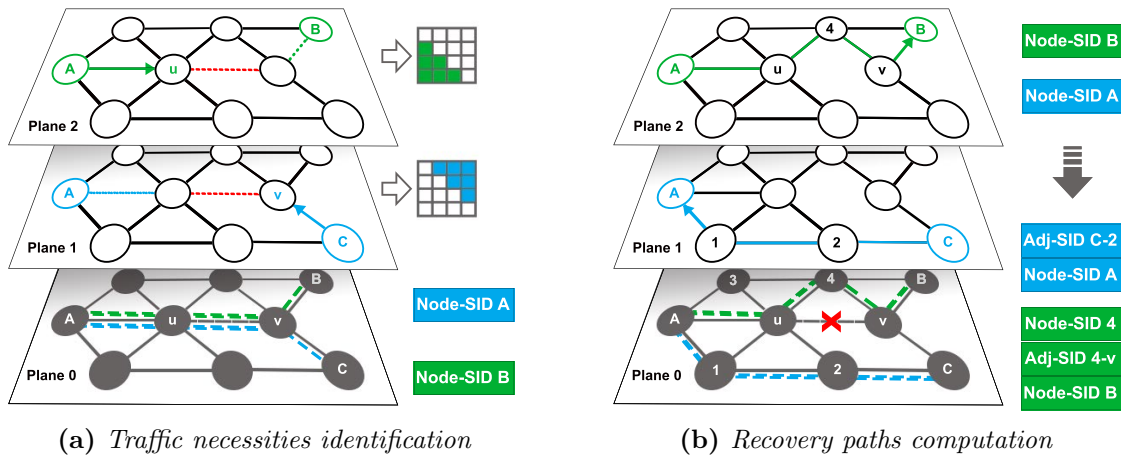 B
A
u
Plane 2
A
v
C
Plane 1
B
A
u
v
C
Plane 0
Node-SID A
Node-SID B
(a) Traffic necessities identification
4
B
A
u
v
Plane 2
Node-SID B
Node-SID A
A
1
2
C
Plane 1
Adj-SID C-2
Node-SID A
3
4
B
A
u
v
1
2
C
Plane 0
Node-SID 4
Adj-SID 4-v
Node-SID B
(b) Recovery paths computation